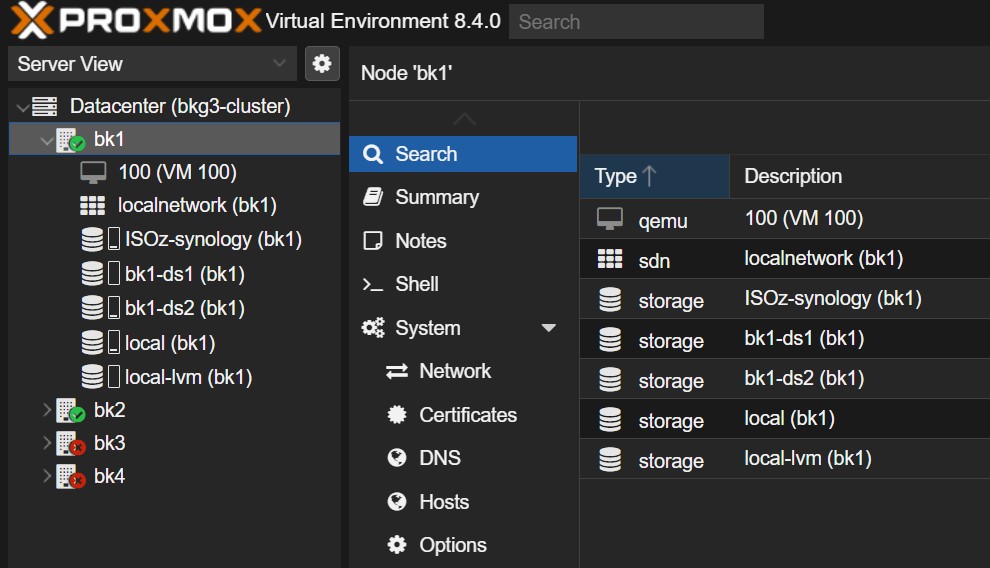 PROXMOX Virtual Environment 8.4.0 Search
Server View
Datacenter (bkg3-cluster)
bk1
100 (VM 100)
localnetwork (bk1)
ISOz-synology (bk1)
bk1-ds1 (bk1)
bk1-ds2 (bk1)
local (bk1)
local-lvm (bk1)
bk2
bk3
bk4
Node 'bk1'
Search
Summary
Notes
Shell
System
Network
Certificates
DNS
Hosts
Options
Type Description
qemu 100 (VM 100)
sdn localnetwork (bk1)
storage ISOz-synology (bk1)
storage bk1-ds1 (bk1)
storage bk1-ds2 (bk1)
storage local (bk1)
storage local-lvm (bk1)